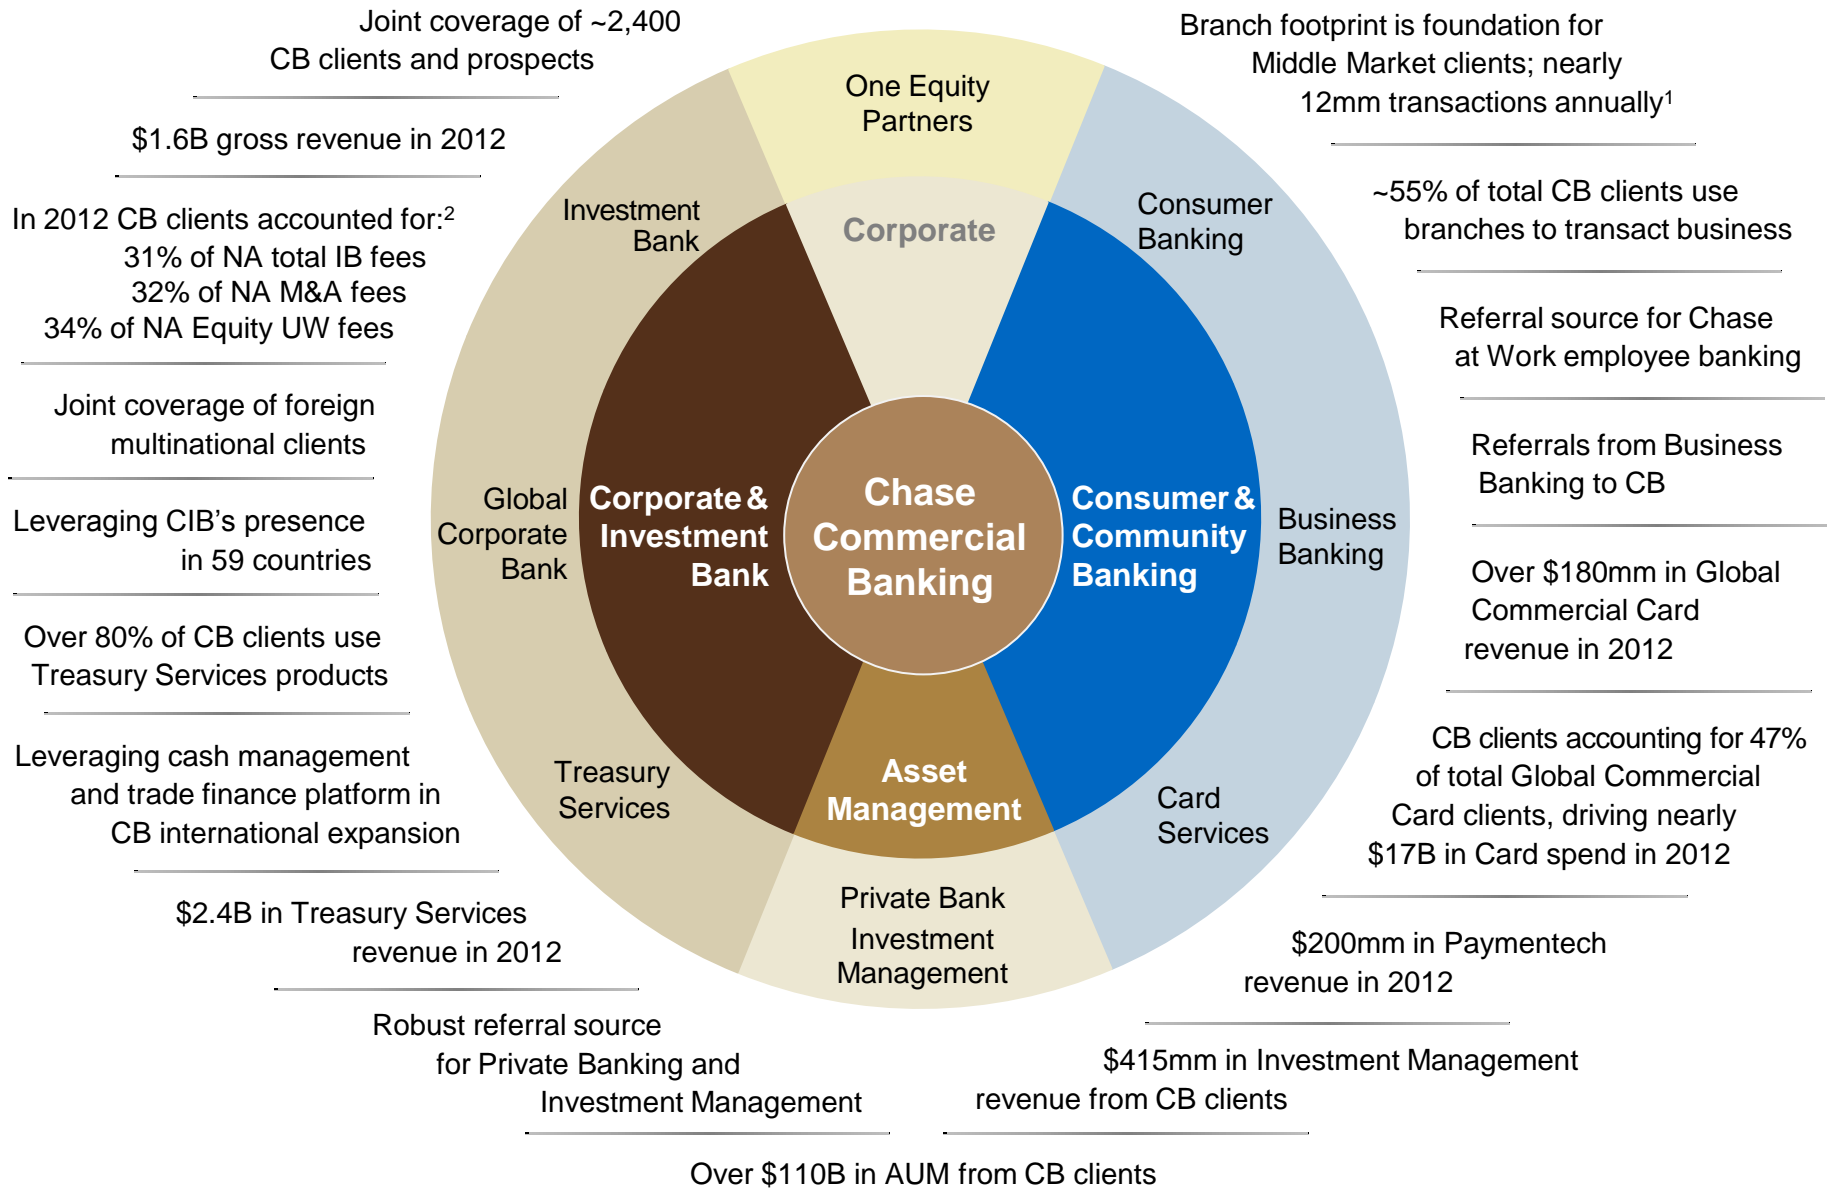 Joint coverage of ~2,400
CB clients and prospects
$1.6B gross revenue in 2012
In 2012 CB clients accounted for:2
31% of NA total IB fees
32% of NA M&A fees
34% of NA Equity UW fees
Joint coverage of foreign
multinational clients
Leveraging CIB’s presence
in 59 countries
Over 80% of CB clients use
Treasury Services products
Leveraging cash management
and trade finance platform in
CB international expansion
$2.4B in Treasury Services
revenue in 2012
Robust referral source
for Private Banking and
Investment Management
Over $110B in AUM from CB clients
One Equity
Partners
Corporate
Investment
Bank
Global
Corporate
Bank
Treasury
Services
Corporate &
Investment
Bank
Chase
Commercial
Banking
Consumer &
Community
Banking
Asset
Management
Private Bank
Investment
Management
Consumer
Banking
Business
Banking
Card
Services
Branch footprint is foundation for
Middle Market clients; nearly
12mm transactions annually1
~55% of total CB clients use
branches to transact business
Referral source for Chase
at Work employee banking
Referrals from Business
Banking to CB
Over $180mm in Global
Commercial Card
revenue in 2012
CB clients accounting for 47%
of total Global Commercial
Card clients, driving nearly
$17B in Card spend in 2012
$200mm in Paymentech
revenue in 2012
$415mm in Investment Management
revenue from CB clients